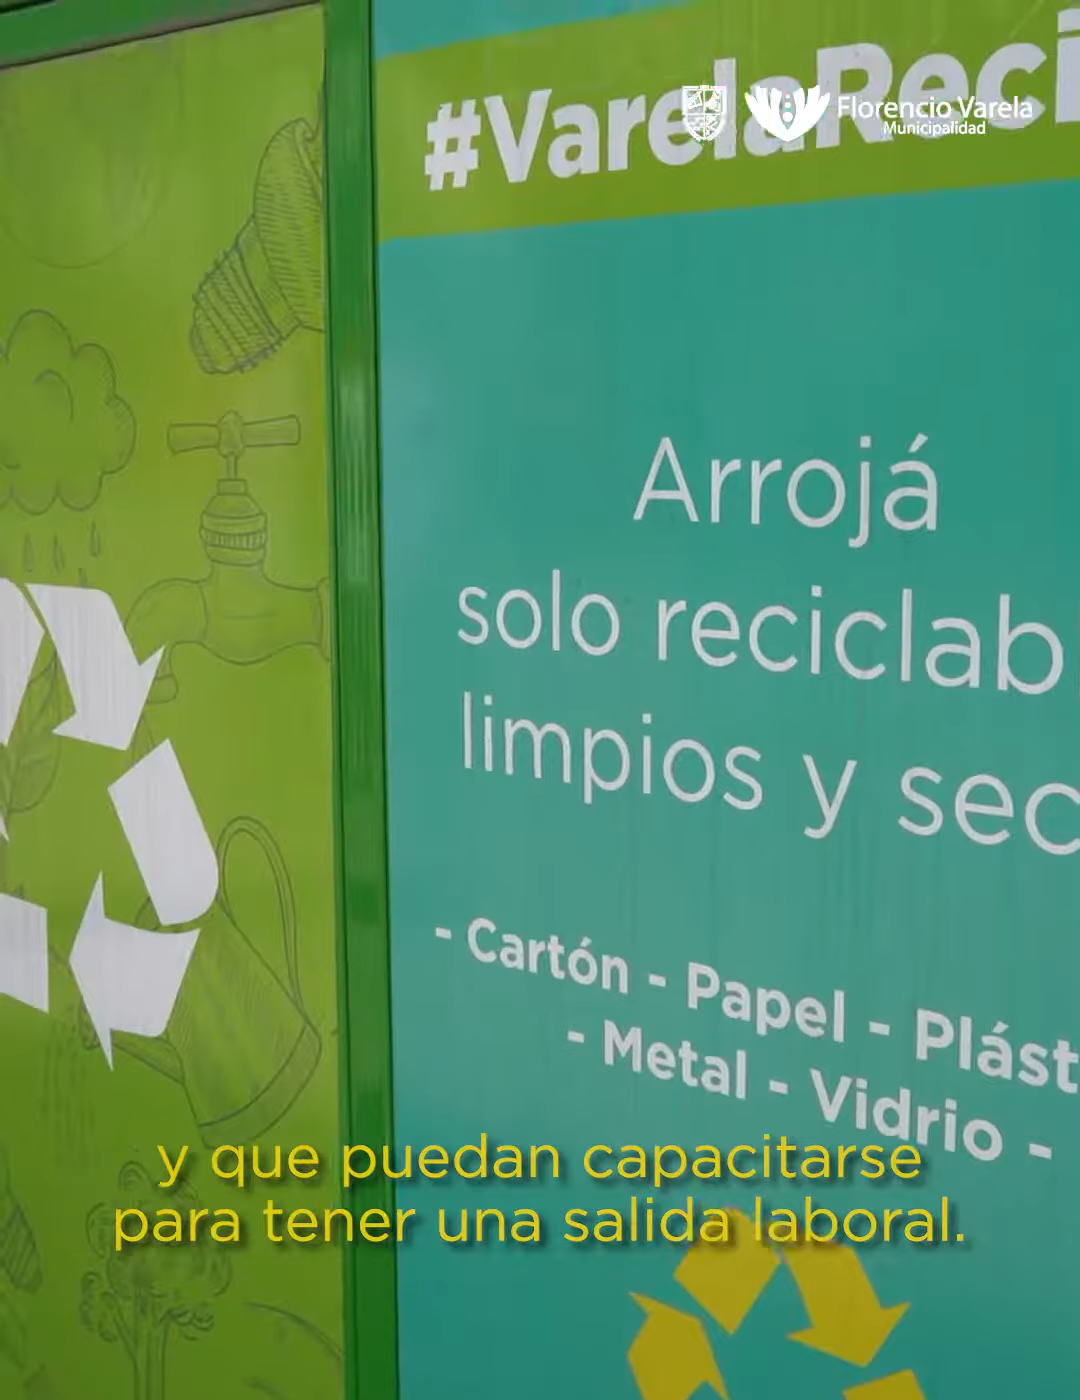 #VarelaReci
Florencio Varela
Municipalidad
Arrojá
solo reciclab
limpios y sec
- Cartón - Papel - Plást
- Metal - Vidrio -
y que puedan capacitarse
para tener una salida laboral.